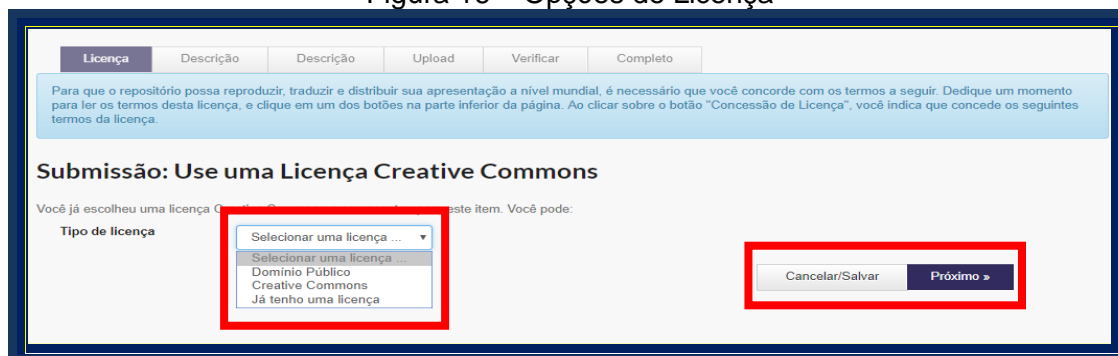 Licença Descrição Descrição Upload Verificar Completo
Para que o repositório possa reproduzir, traduzir e distribuir sua apresentação a nível mundial, é necessário que você concorde com os termos a seguir. Dedique um momento
para ler os termos desta licença, e clique em um dos botões na parte inferior da página. Ao clicar sobre o botão "Concessão de Licença", você indica que concede os seguintes
termos da licença.
Submissão: Use uma Licença Creative Commons
Você já escolheu uma licença este item. Você pode:
Tipo de licença
Selecionar uma licença ...
Selecionar uma licença ...
Domínio Público
Creative Commons
Já tenho uma licença
Cancelar/Salvar Próximo »